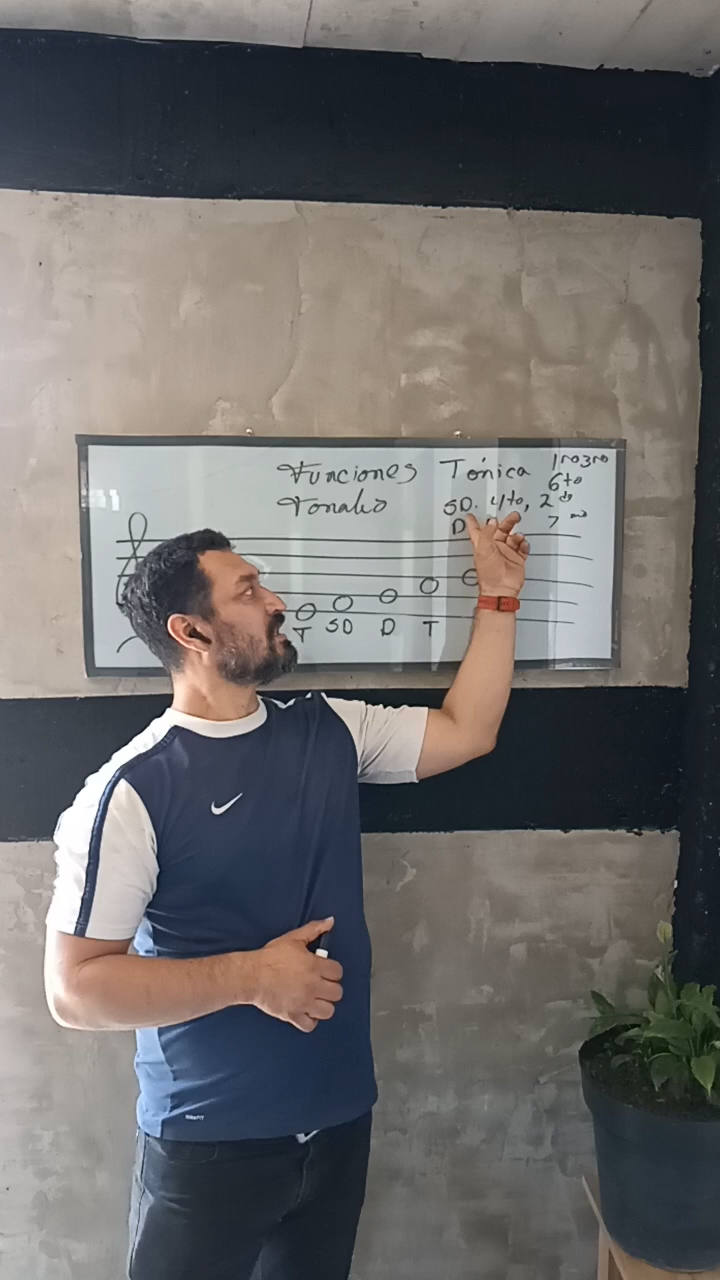 Funciones Tónica 1ro 3ro
6to
Tonales SD. 4to, 2do
D 7
T SD D T